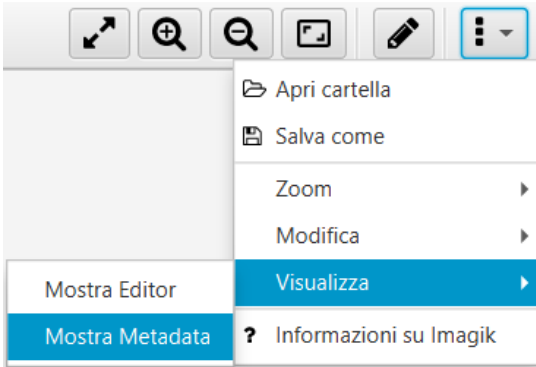 Apri cartella
Salva come
Zoom
Modifica
Visualizza
Mostra Editor
Mostra Metadata
? Informazioni su Imagik